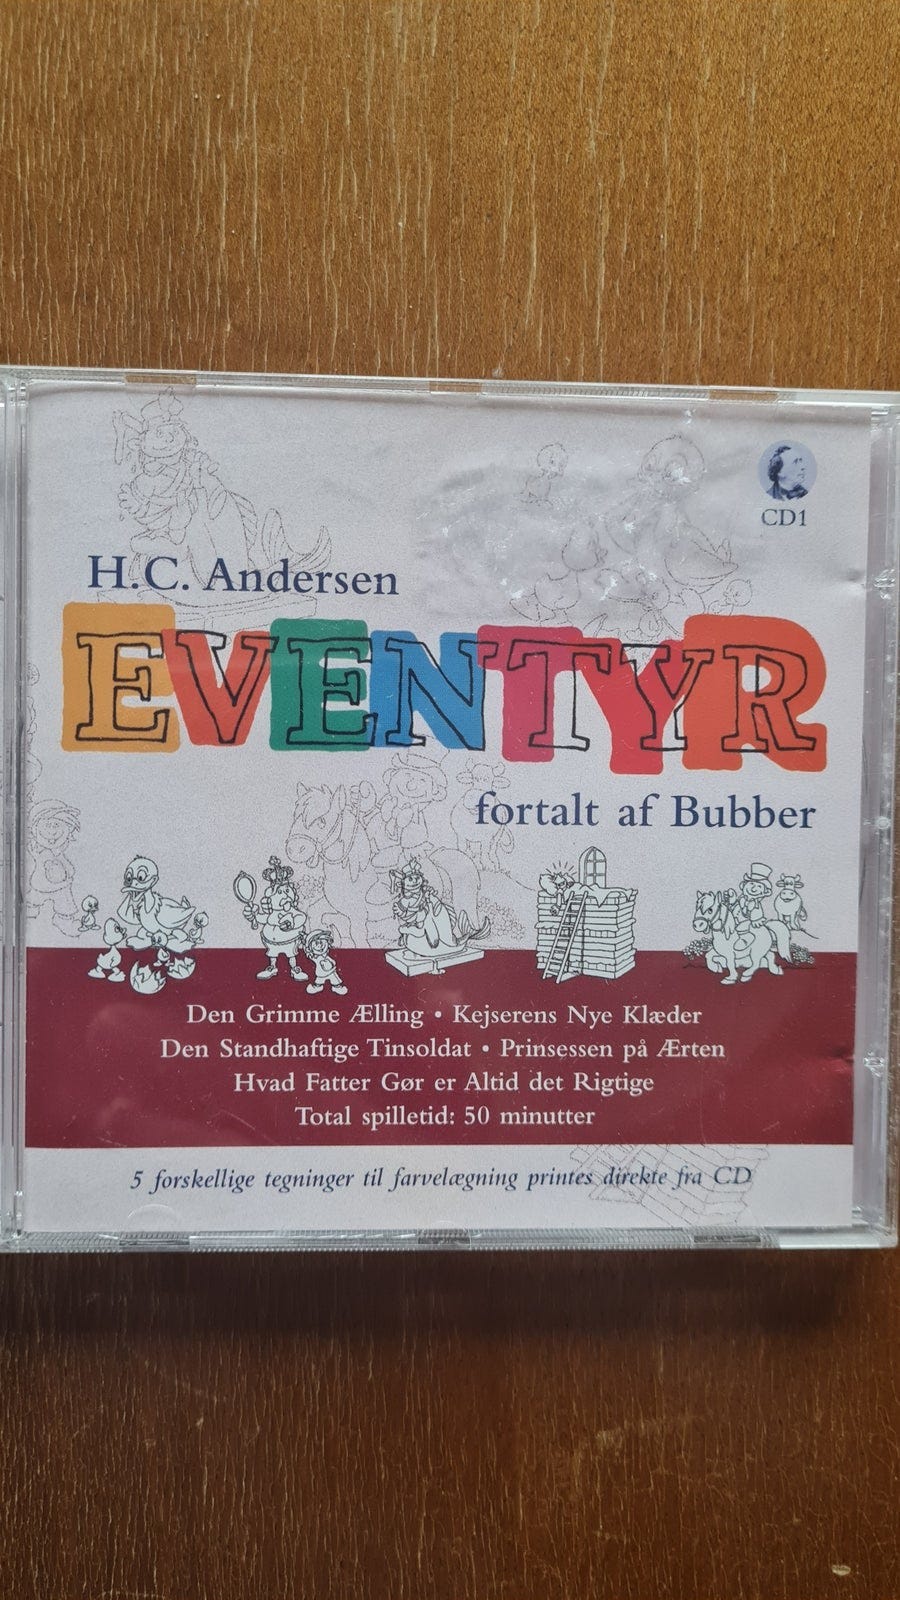 CD1
H.C. Andersen
EVENTYR
fortalt af Bubber
Den Grimme Ælling • Kejserens Nye Klæder
Den Standhaftige Tinsoldat • Prinsessen på Ærten
Hvad Fatter Gør er Altid det Rigtige
Total spilletid: 50 minutter
5 forskellige tegninger til farvelægning printes direkte fra CD